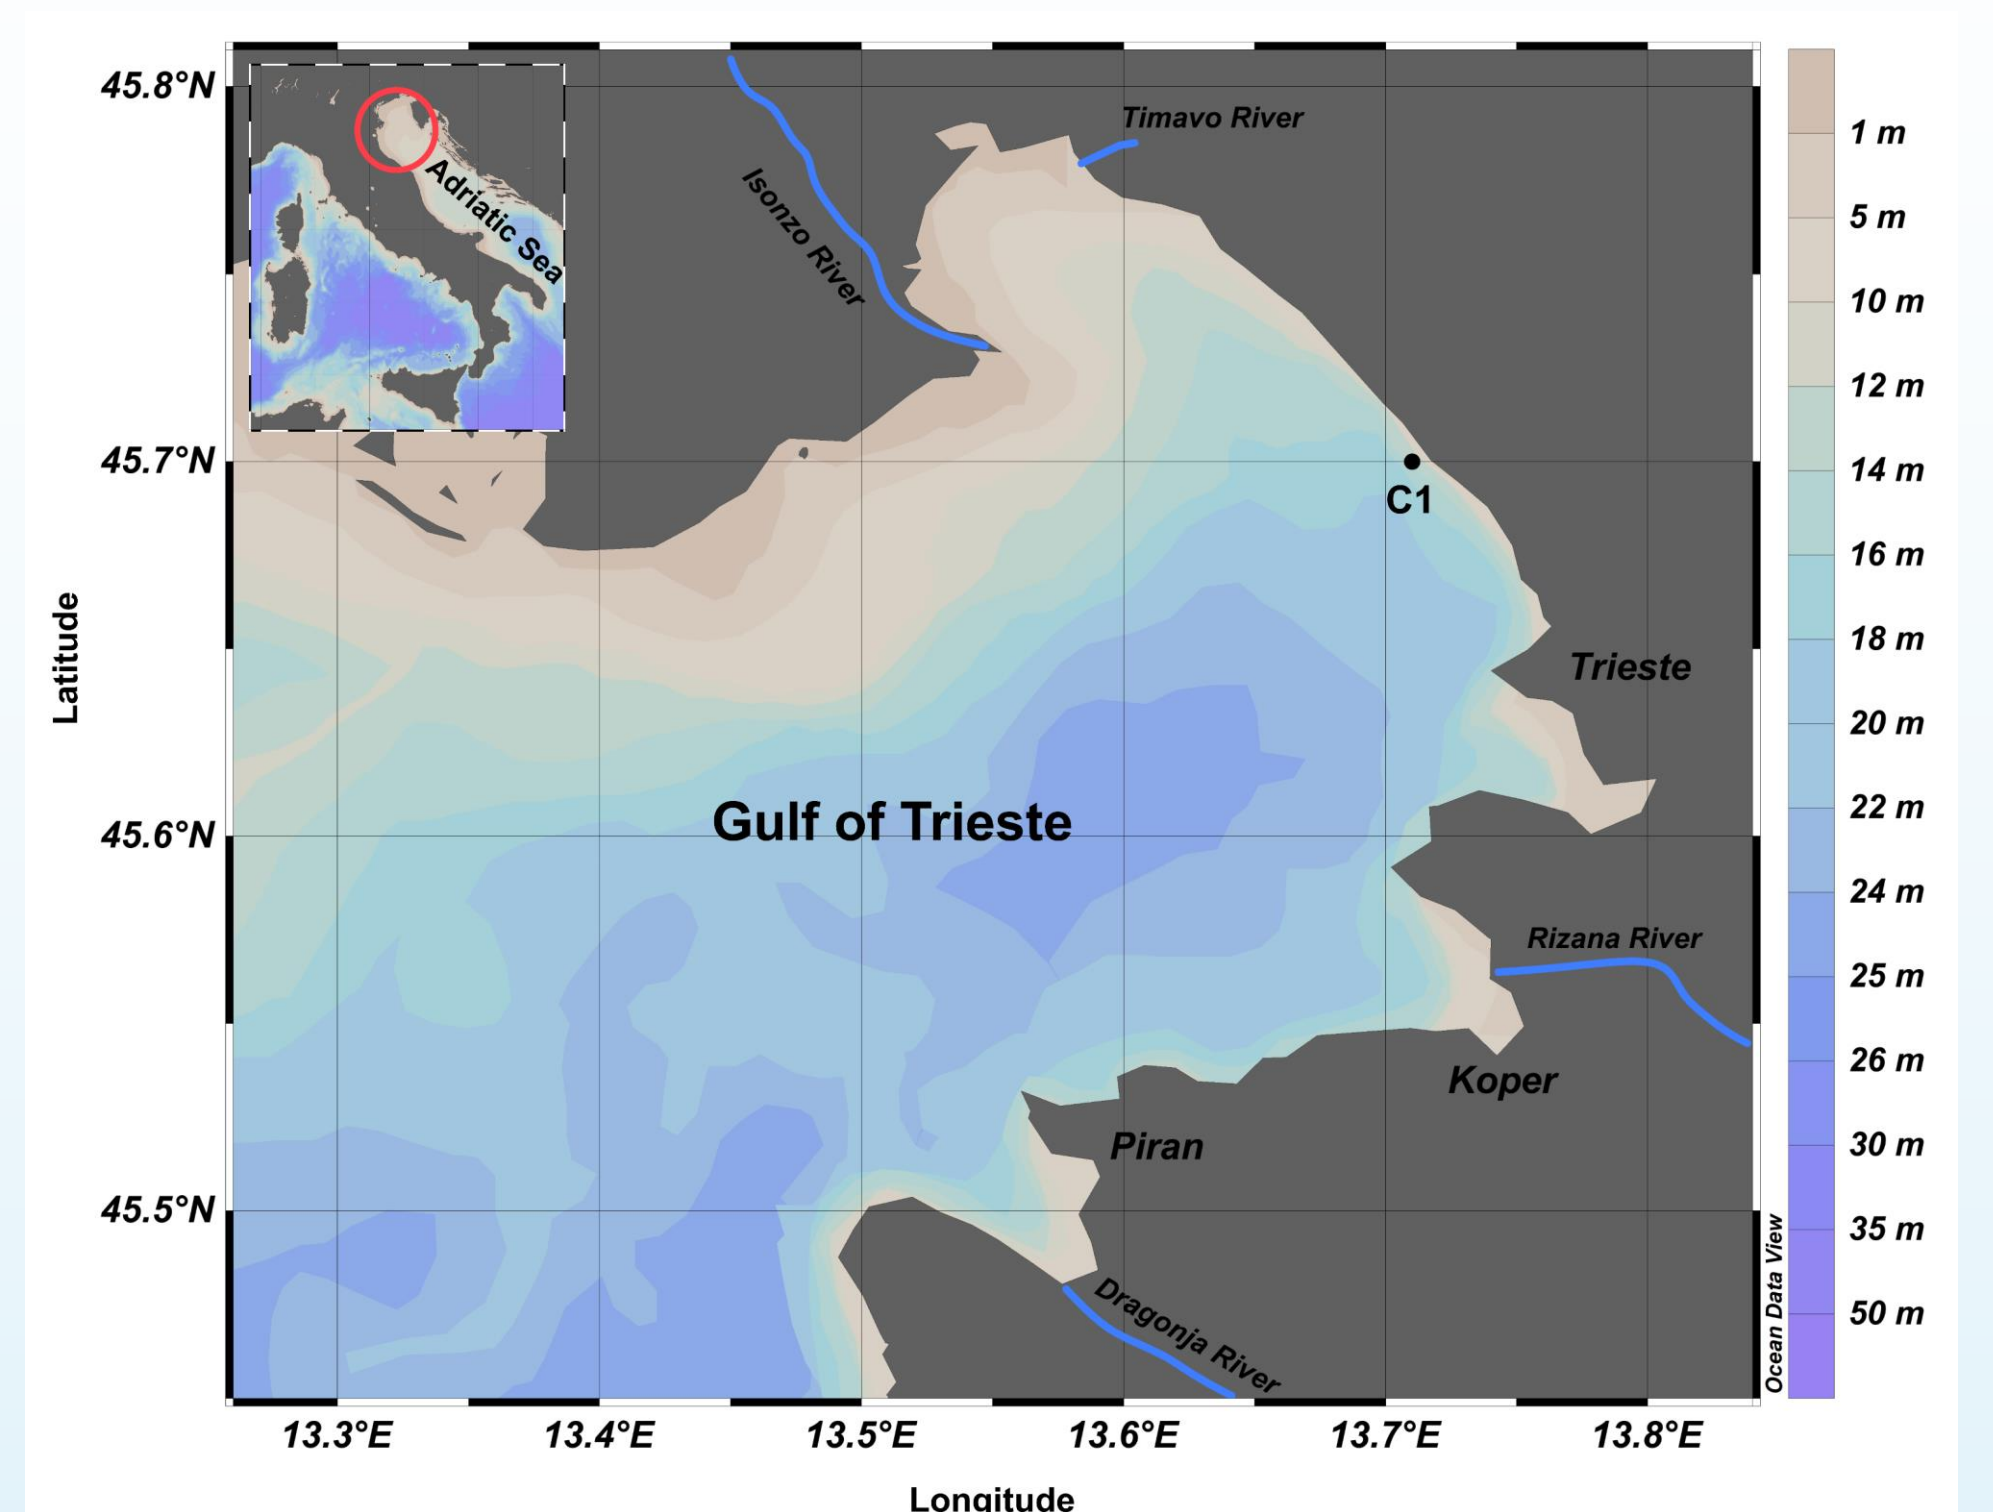 45.8°N
45.7°N
45.6°N
45.5°N
Latitude
Adriatic Sea
Isonzo River
Timavo River
C1
Trieste
Gulf of Trieste
Rizana River
Koper
Piran
Dragonja River
13.3°E
13.4°E
13.5°E
13.6°E
13.7°E
13.8°E
Longitude
1 m
5 m
10 m
12 m
14 m
16 m
18 m
20 m
22 m
24 m
25 m
26 m
30 m
35 m
50 m
Ocean Data View